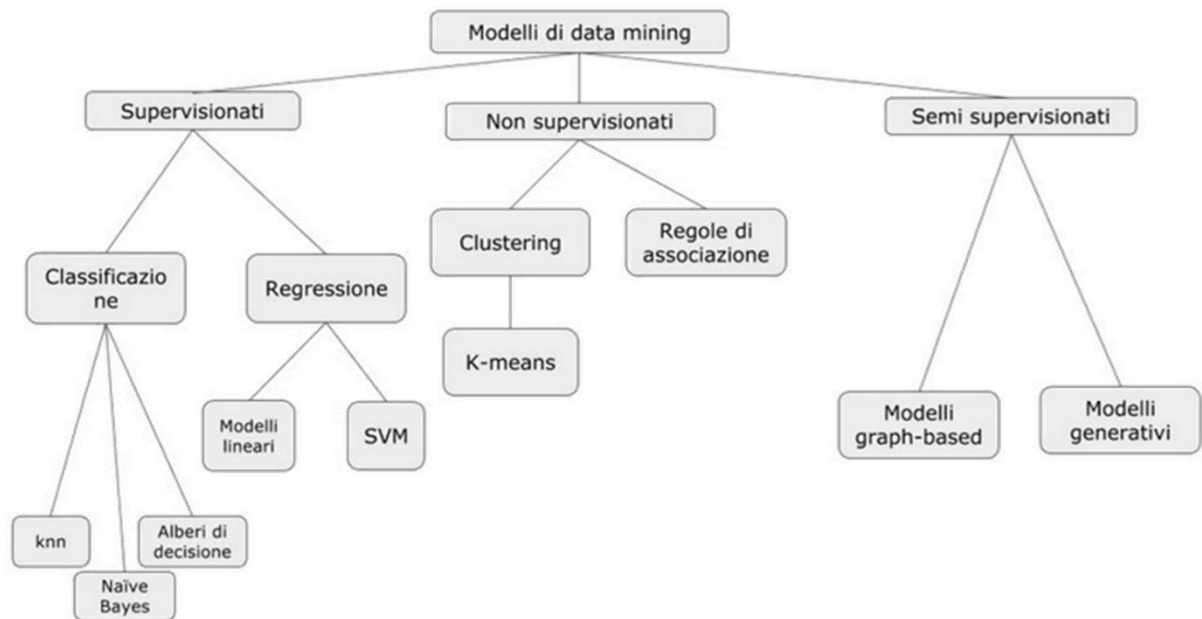 Modelli di data mining
Supervisionati
Non supervisionati
Semi supervisionati
Clustering
Regole di
associazione
Classificazio
ne
Regressione
K-means
Modelli
lineari
SVM
Modelli
graph-based
Modelli
generativi
knn
Alberi di
decisione
Naïve
Bayes